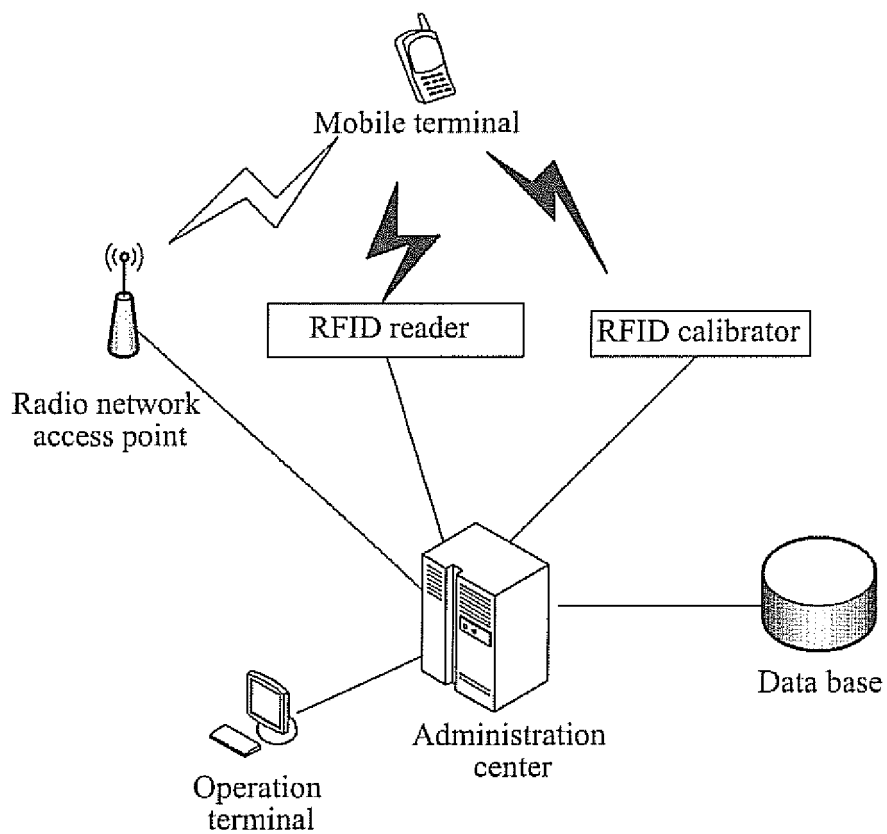 Mobile terminal
RFID reader
RFID calibrator
Radio network
access point
Data base
Administration
center
Operation
terminal